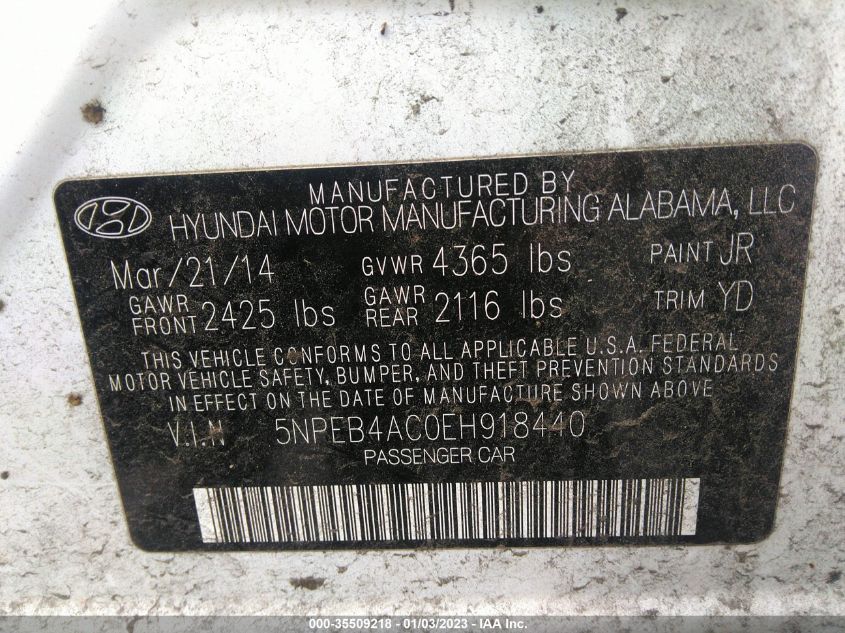 MANUFACTURED BY
HYUNDAI MOTOR MANUFACTURING ALABAMA, LLC
Mar/21/14 GVWR 4365 lbs PAINT JR
GAWR FRONT 2425 lbs GAWR REAR 2116 lbs TRIM YD
THIS VEHICLE CONFORMS TO ALL APPLICABLE U.S.A. FEDERAL
MOTOR VEHICLE SAFETY, BUMPER, AND THEFT PREVENTION STANDARDS
IN EFFECT ON THE DATE OF MANUFACTURE SHOWN ABOVE
V.I.N 5NPEB4AC0EH918440
PASSENGER CAR
000-35509218 - 01/03/2023 - IAA Inc.